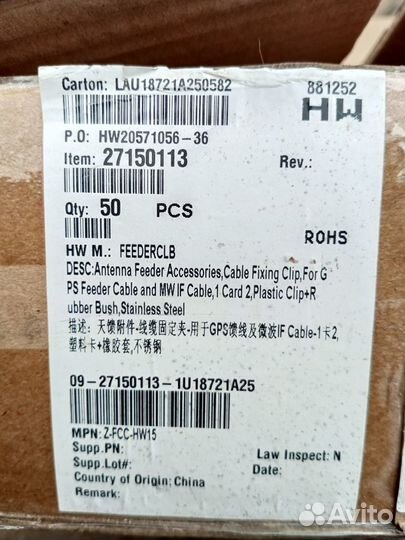 Carton: LAU18721A250582
881252
HW
P.O: HW20571056-36
Item: 27150113
Rev.:
Qty: 50 PCS
ROHS
HW M.: FEEDERCLB
DESC:Antenna Feeder Accessories,Cable Fixing Clip,For G
PS Feeder Cable and MW IF Cable,1 Card 2,Plastic Clip+R
ubber Bush,Stainless Steel
描述: 天馈附件-线缆固定夹-用于GPS馈线及微波IF Cable-1卡2,
塑料卡+橡胶套,不锈钢
09-27150113-1U18721A25
MPN: Z-FCC-HW15
Supp.PN:
Law Inspect: N
Supp.Lot#:
Date:
Country of Origin: China
Remark:
Avito